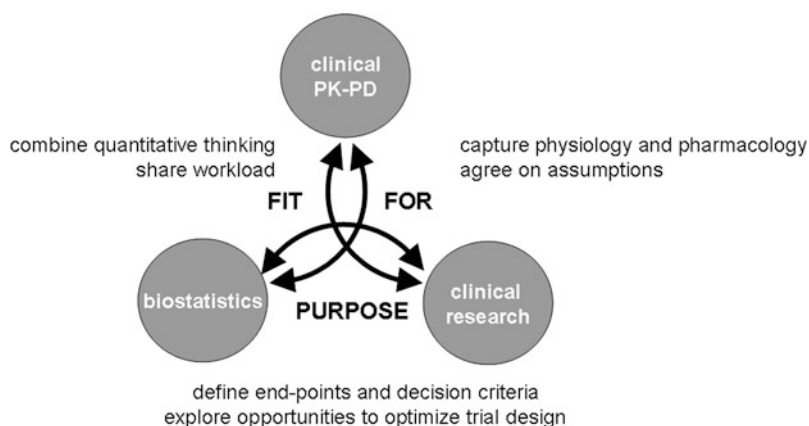 clinical
PK-PD
combine quantitative thinking
share workload
capture physiology and pharmacology
agree on assumptions
FIT
FOR
biostatistics
PURPOSE
clinical
research
define end-points and decision criteria
explore opportunities to optimize trial design